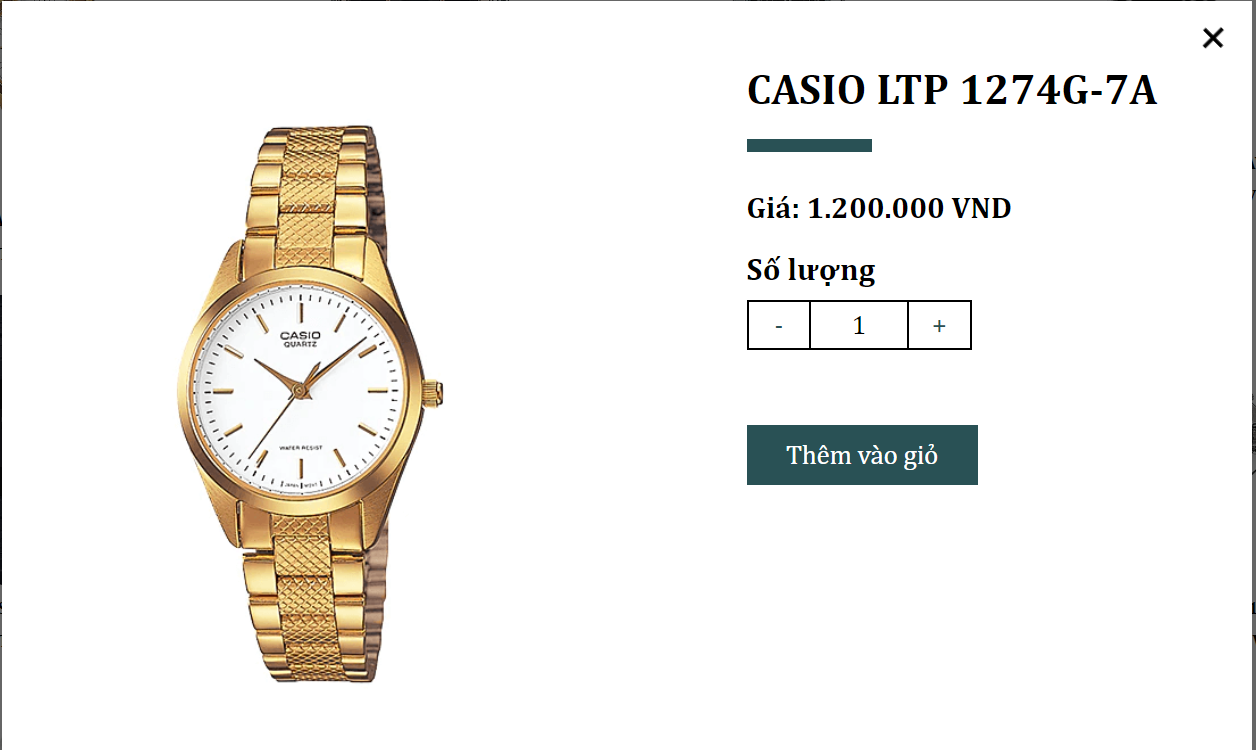 CASIO LTP 1274G-7A
Giá: 1.200.000 VND
Số lượng
- 1 +
Thêm vào giỏ
CASIO
QUARTZ
WATER RESIST
JAPAN MOVT